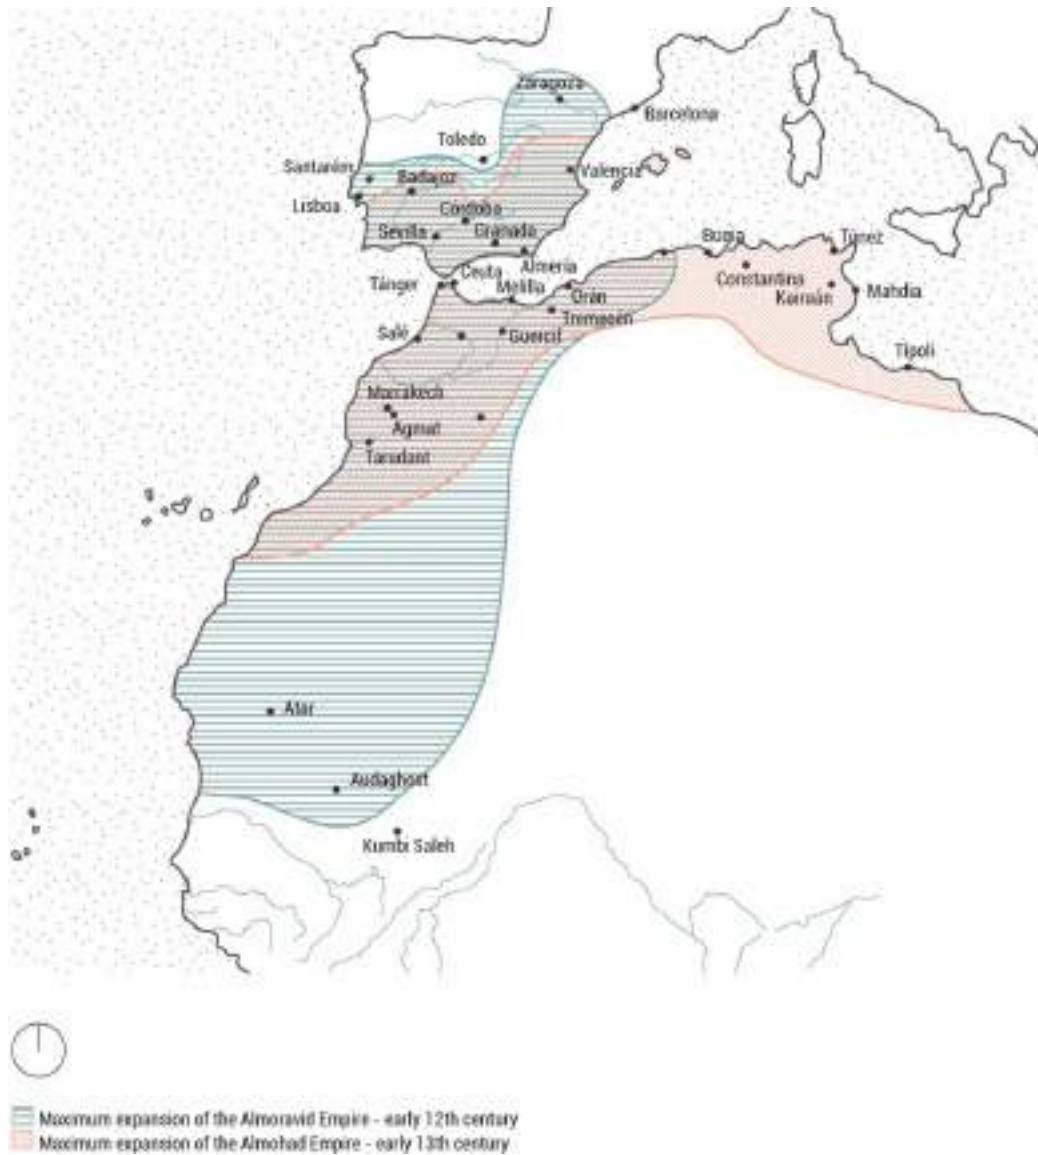 Zaragoza
Barcelona
Toledo
Santarém
Badajoz
Valencia
Lisboa
Córdoba
Sevilla
Granada
Almería
Bugia
Túnez
Tánger
Ceuta
Melilla
Orán
Constantina
Mahdia
Tremecén
Salé
Guercif
Marrakech
Agmat
Tarudant
Atar
Audaghost
Kumbi Saleh
Maximum expansion of the Almoravid Empire - early 12th century
Maximum expansion of the Almohad Empire - early 13th century